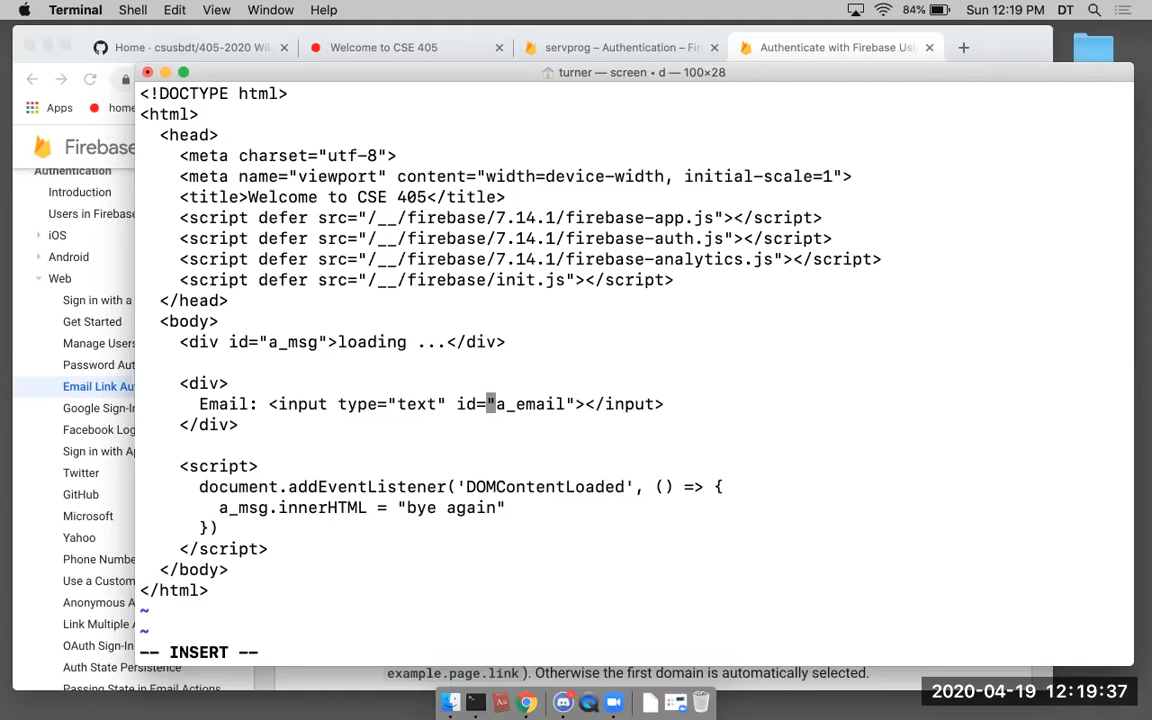 Terminal Shell Edit View Window Help 84% Sun 12:19 PM DT
Home · csusbdt/405-2020 Wi
Welcome to CSE 405
servprog – Authentication – Fi
Authenticate with Firebase Us
turner — screen ◂ d — 100×28
Apps
home
Firebase
Authentication
Introduction
Users in Firebase
iOS
Android
Web
Sign in with a
Get Started
Manage Users
Password Aut
Email Link Au
Google Sign-I
Facebook Log
Sign in with Ap
Twitter
GitHub
Microsoft
Yahoo
Phone Numbe
Use a Custom
Anonymous A
Link Multiple A
OAuth Sign-In
Auth State Persistence
Passing State in Email Actions
<!DOCTYPE html>
<html>
<head>
<meta charset="utf-8">
<meta name="viewport" content="width=device-width, initial-scale=1">
<title>Welcome to CSE 405</title>
<script defer src="/__/firebase/7.14.1/firebase-app.js"></script>
<script defer src="/__/firebase/7.14.1/firebase-auth.js"></script>
<script defer src="/__/firebase/7.14.1/firebase-analytics.js"></script>
<script defer src="/__/firebase/init.js"></script>
</head>
<body>
<div id="a_msg">loading ...</div>
<div>
Email: <input type="text" id="a_email"></input>
</div>
<script>
document.addEventListener('DOMContentLoaded', () => {
a_msg.innerHTML = "bye again"
})
</script>
</body>
</html>
~
~
-- INSERT --
example.page.link ). Otherwise the first domain is automatically selected.
2020-04-19 12:19:37